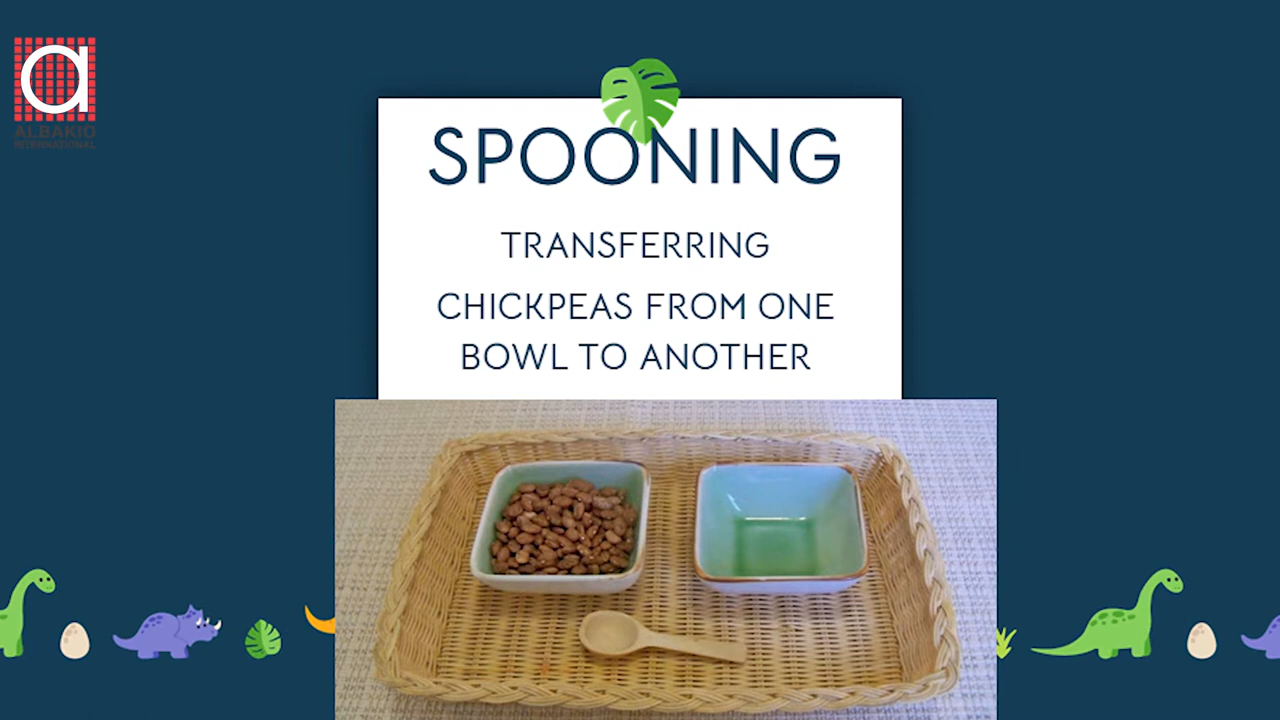 a
ALBAKIO
INTERNATIONAL
SPOONING
TRANSFERRING
CHICKPEAS FROM ONE
BOWL TO ANOTHER